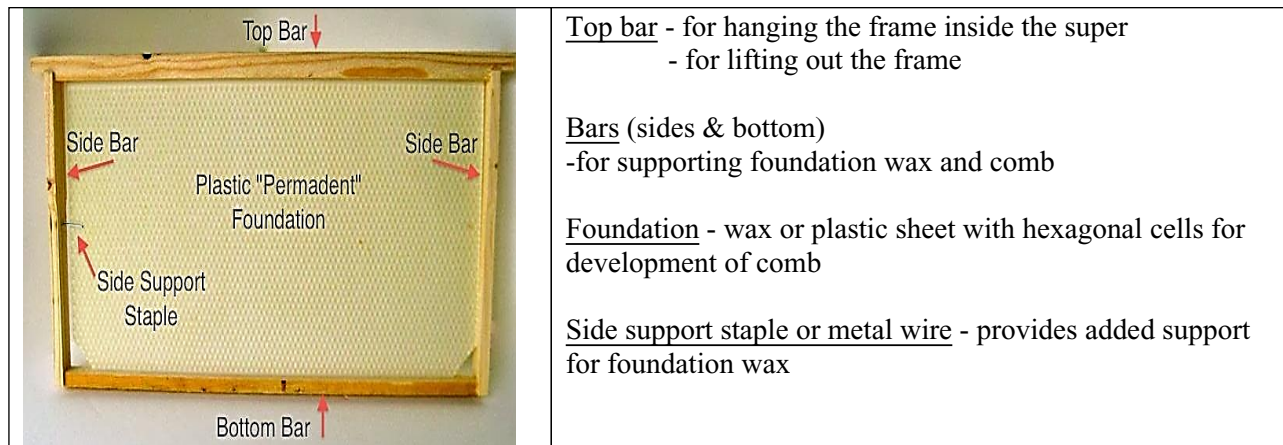 Top Bar
Side Bar
Side Bar
Plastic "Permadent"
Foundation
Side Support
Staple
Bottom Bar
Top bar - for hanging the frame inside the super
- for lifting out the frame
Bars (sides & bottom)
-for supporting foundation wax and comb
Foundation - wax or plastic sheet with hexagonal cells for
development of comb
Side support staple or metal wire - provides added support
for foundation wax